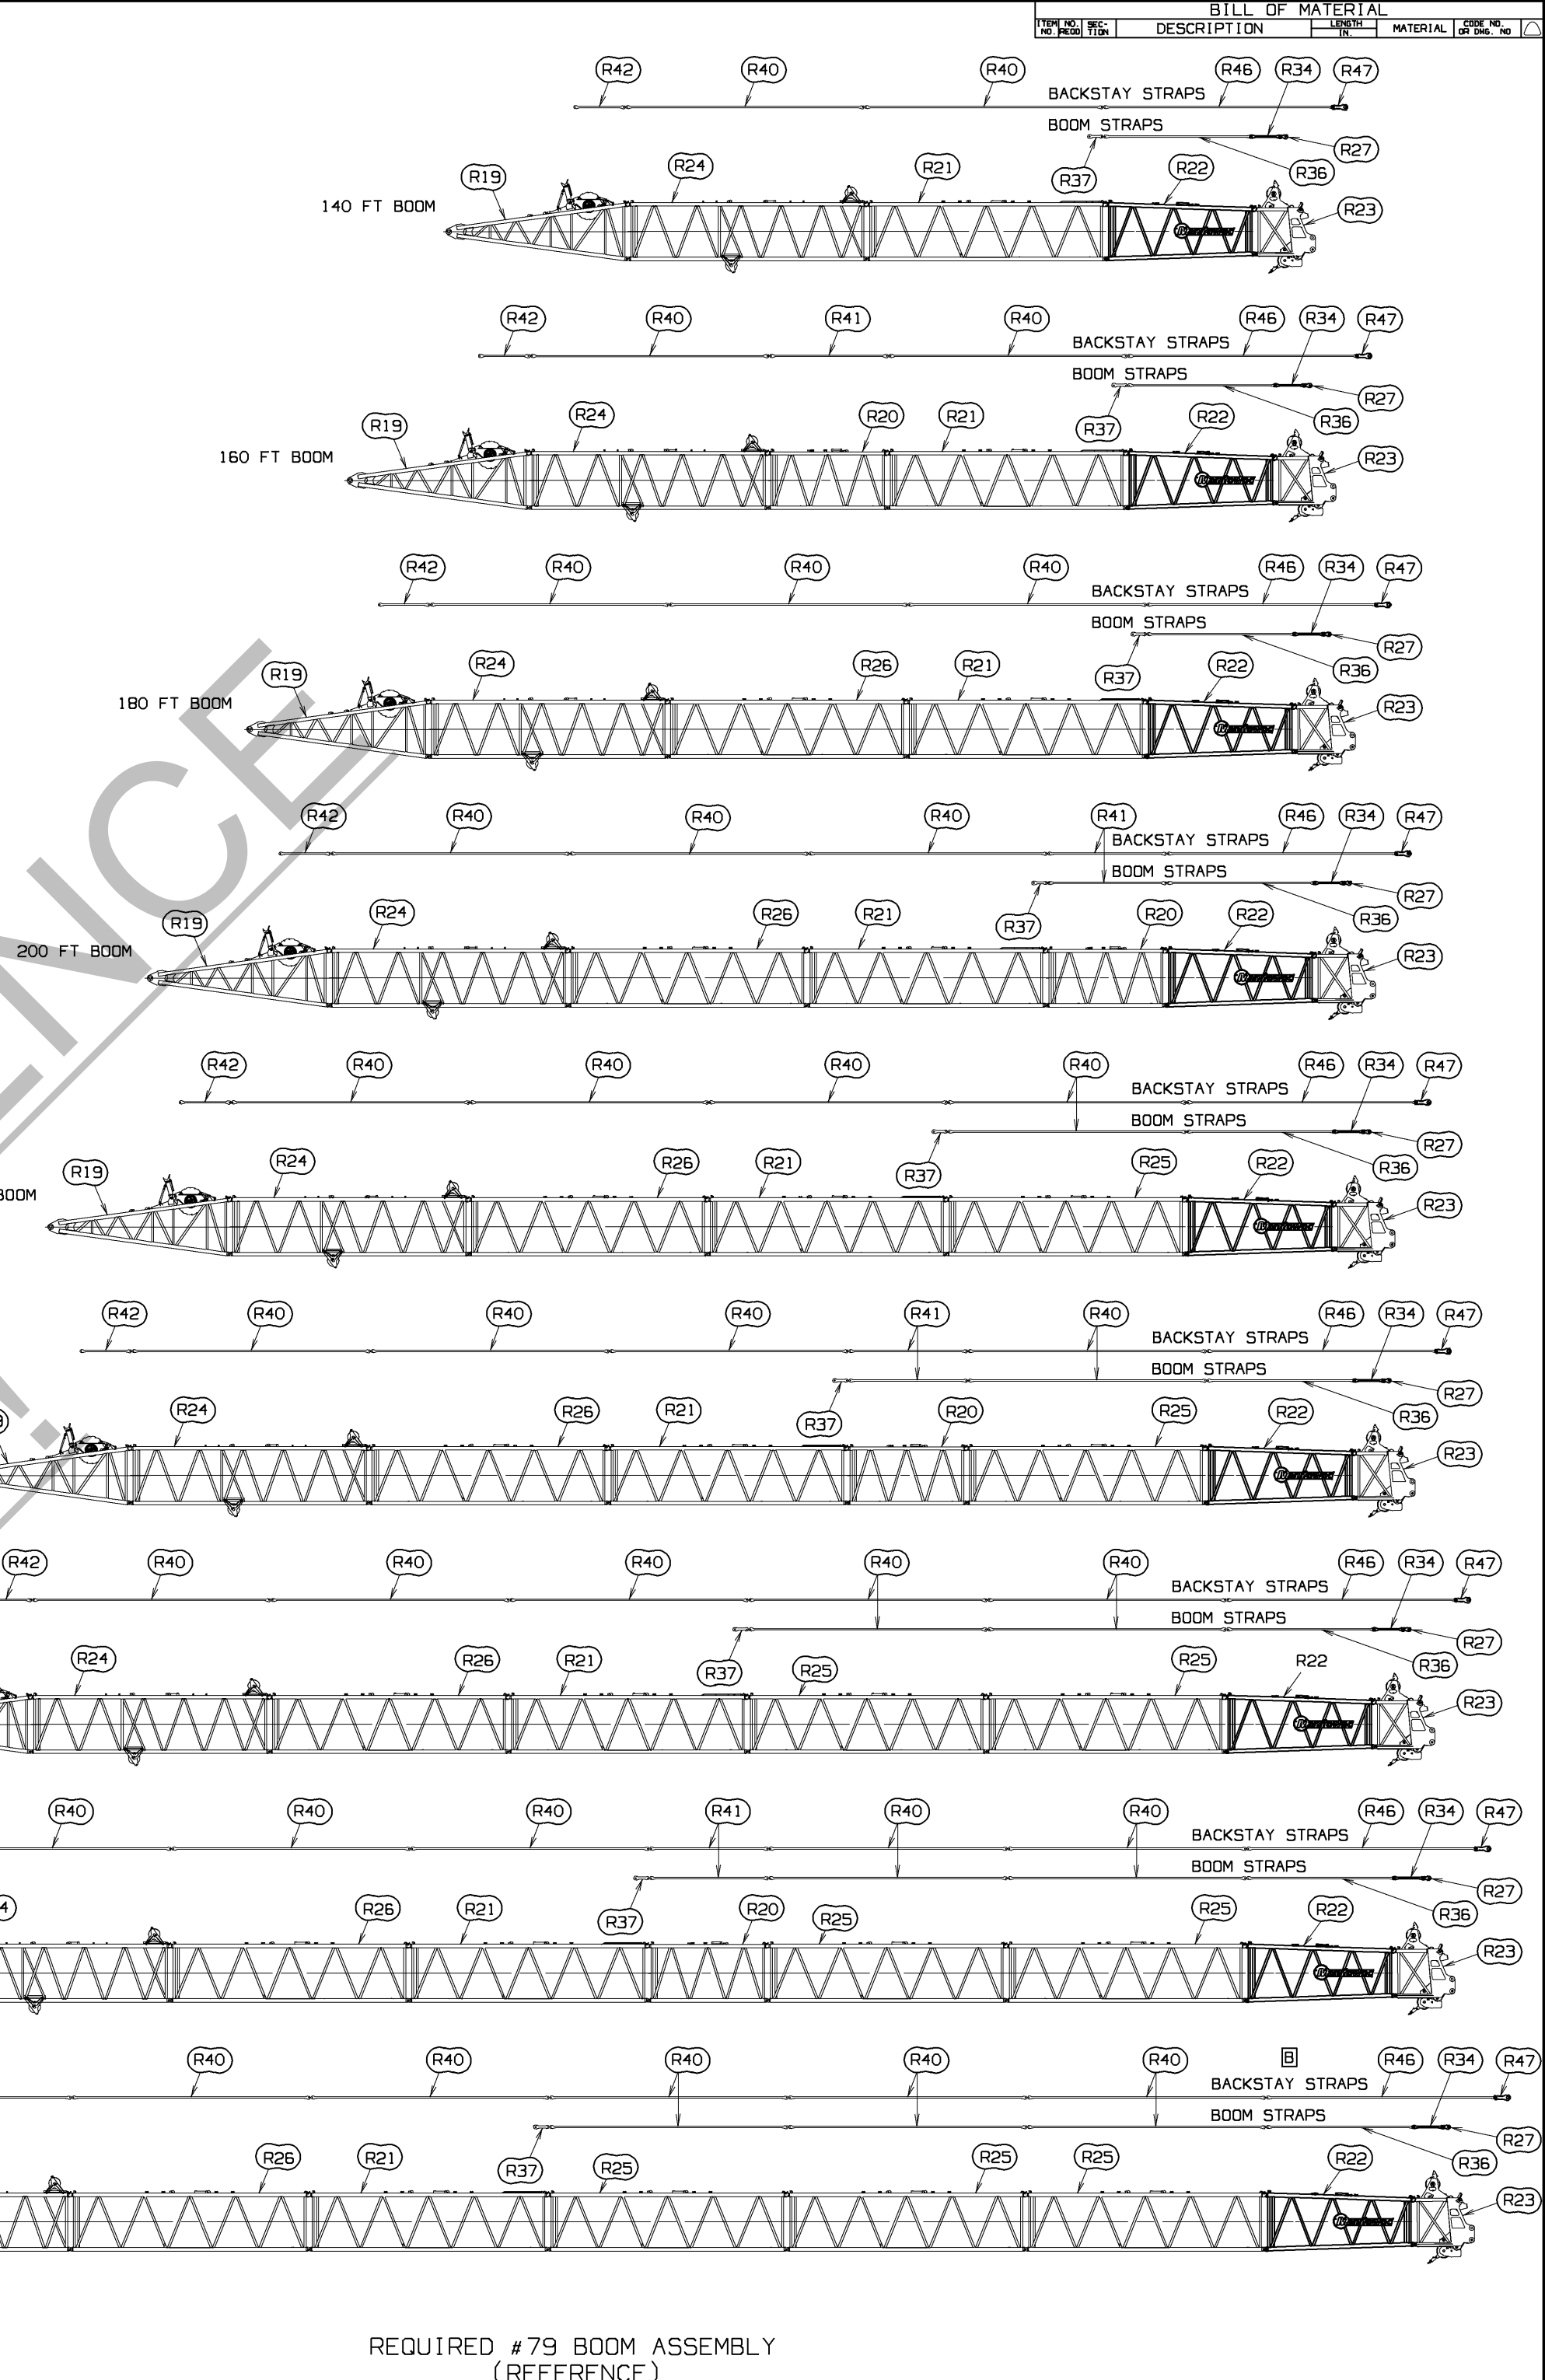 BILL OF MATERIAL
ITEM NO. NO. REQD SEC-TION DESCRIPTION LENGTH IN. MATERIAL CODE NO. OR DWG. NO
R42 R40 R40 R46 R34 R47
BACKSTAY STRAPS
BOOM STRAPS
R27
R19 R24 R21 R37 R22 R36
140 FT BOOM R23
R42 R40 R41 R40 R46 R34 R47
BACKSTAY STRAPS
BOOM STRAPS
R27
R19 R24 R20 R21 R37 R22 R36
160 FT BOOM R23
R42 R40 R40 R40 R46 R34 R47
BACKSTAY STRAPS
BOOM STRAPS
R27
R19 R24 R26 R21 R37 R22 R36
180 FT BOOM R23
R42 R40 R40 R40 R41 R46 R34 R47
BACKSTAY STRAPS
BOOM STRAPS
R27
R19 R24 R26 R21 R37 R20 R22 R36
200 FT BOOM R23
R42 R40 R40 R40 R40 R46 R34 R47
BACKSTAY STRAPS
BOOM STRAPS
R27
R19 R24 R26 R21 R37 R25 R22 R36
BOOM R23
R42 R40 R40 R40 R41 R40 R46 R34 R47
BACKSTAY STRAPS
BOOM STRAPS
R27
R24 R26 R21 R37 R20 R25 R22 R36
R23
R42 R40 R40 R40 R40 R40 R46 R34 R47
BACKSTAY STRAPS
BOOM STRAPS
R27
R24 R26 R21 R37 R25 R25 R22 R36
R23
R40 R40 R40 R41 R40 R40 R46 R34 R47
BACKSTAY STRAPS
BOOM STRAPS
R27
4 R26 R21 R37 R20 R25 R25 R22 R36
R23
R40 R40 R40 R40 R40 B R46 R34 R47
BACKSTAY STRAPS
BOOM STRAPS
R27
R26 R21 R37 R25 R25 R25 R22 R36
R23
ENCE
!
REQUIRED #79 BOOM ASSEMBLY
(REFERENCE)